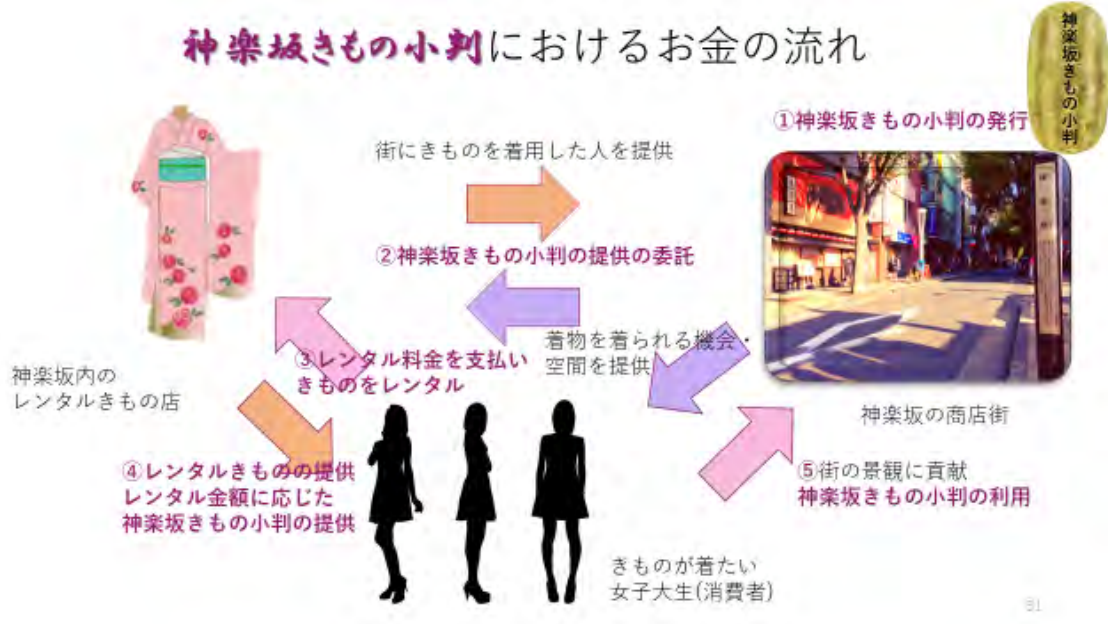 神楽坂きもの小判におけるお金の流れ
神楽坂きもの小判
①神楽坂きもの小判の発行
街にきものを着用した人を提供
②神楽坂きもの小判の提供の委託
着物を着られる機会・
空間を提供
③レンタル料金を支払い
きものをレンタル
神楽坂内の
レンタルきもの店
神楽坂の商店街
④レンタルきものの提供
レンタル金額に応じた
神楽坂きもの小判の提供
⑤街の景観に貢献
神楽坂きもの小判の利用
きものが着たい
女子大生(消費者)
31